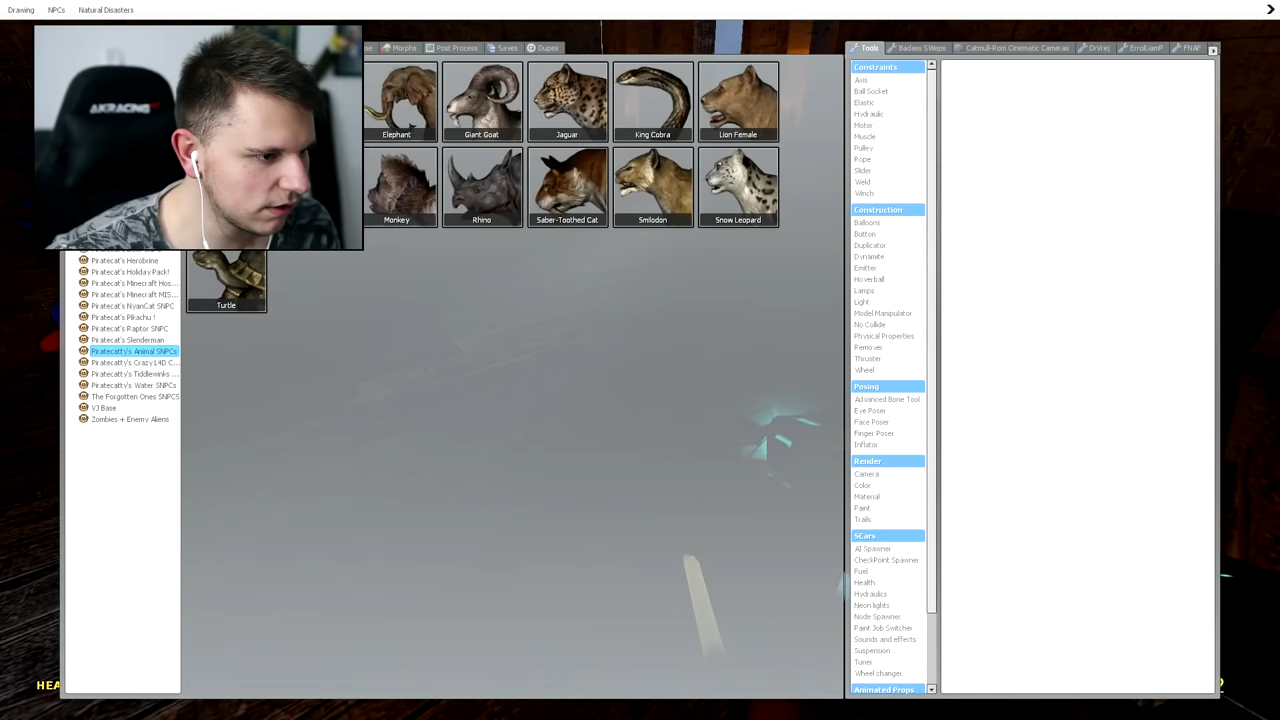 Drawing NPCs Natural Disasters
AKRACING
Morphs Post Process Saves Dupes
Tools Badass SWeps Catmull-Rom Cinematic Cameras DrVrej ErrolLiamP FNAF
Elephant Giant Goat Jaguar King Cobra Lion Female
Monkey Rhino Saber-Toothed Cat Smilodon Snow Leopard
Turtle
Piratecat's Herobrine
Piratecat's Holiday Pack!
Piratecat's Minecraft Hos...
Piratecat's Minecraft MIS...
Piratecat's NyanCat SNPC
Piratecat's Pikachu !
Piratecat's Raptor SNPC
Piratecat's Slenderman
Piratecatty's Animal SNPCs
Piratecatty's Crazy L4D C...
Piratecatty's Tiddlewinks ...
Piratecatty's Water SNPCs
The Forgotten Ones SNPCS
VJ Base
Zombies + Enemy Aliens
Constraints
Axis
Ball Socket
Elastic
Hydraulic
Motor
Muscle
Pulley
Rope
Slider
Weld
Winch
Construction
Balloons
Button
Duplicator
Dynamite
Emitter
Hoverball
Lamps
Light
Model Manipulator
No Collide
Physical Properties
Remover
Thruster
Wheel
Posing
Advanced Bone Tool
Eye Poser
Face Poser
Finger Poser
Inflator
Render
Camera
Color
Material
Paint
Trails
SCars
AI Spawner
CheckPoint Spawner
Fuel
Health
Hydraulics
Neon lights
Node Spawner
Paint Job Switcher
Sounds and effects
Suspension
Tuner
Wheel changer
Animated Props
HEA